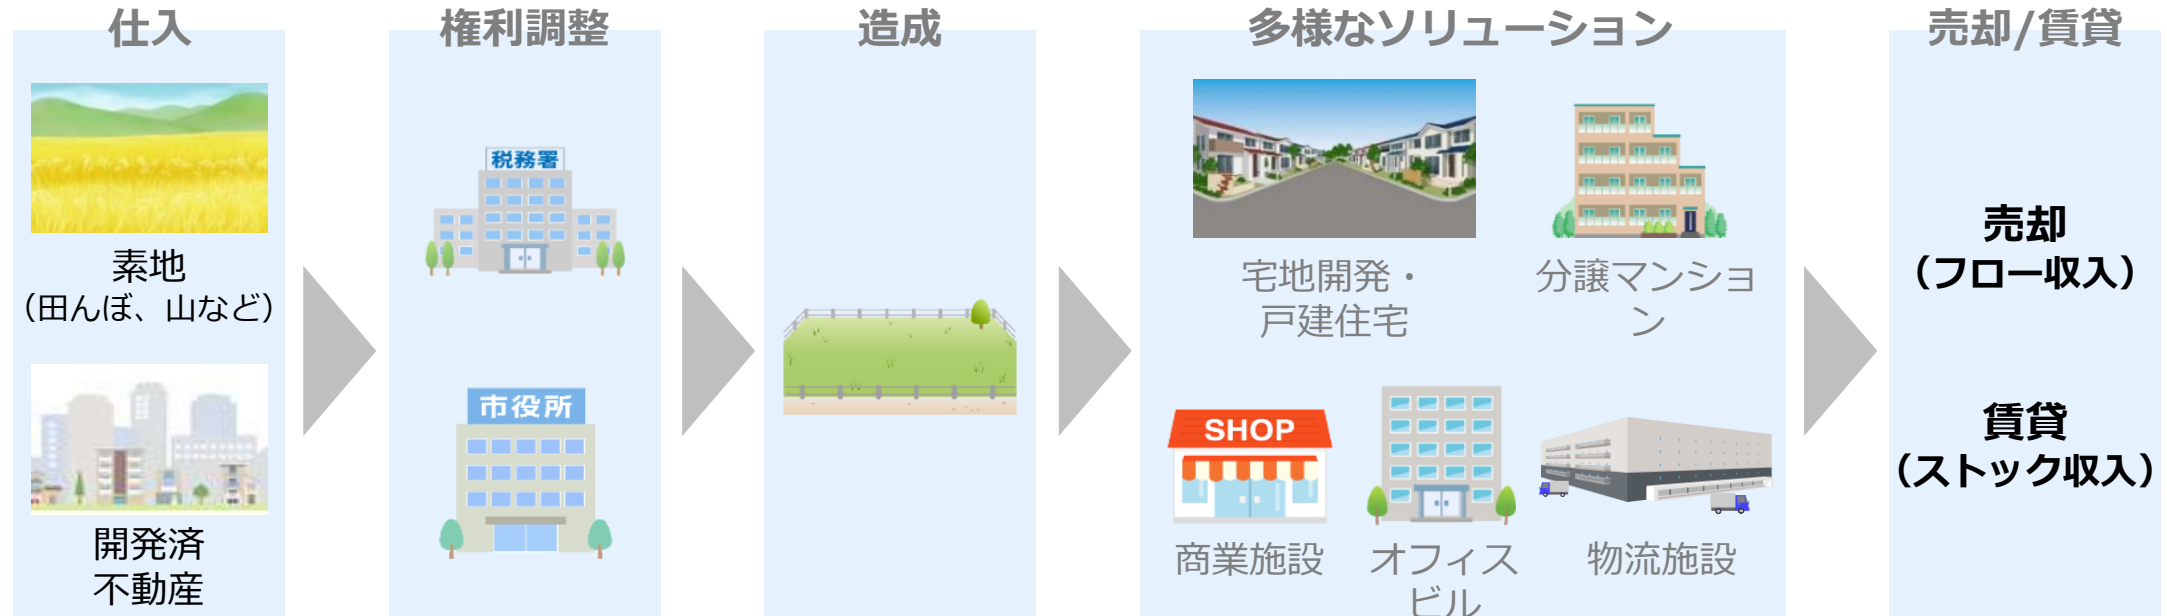 仕入
素地
（田んぼ、山など）
開発済
不動産
権利調整
税務署
市役所
造成
多様なソリューション
宅地開発・
戸建住宅
分譲マンショ
ン
SHOP
商業施設
オフィス
ビル
物流施設
売却/賃貸
売却
（フロー収入）
賃貸
（ストック収入）